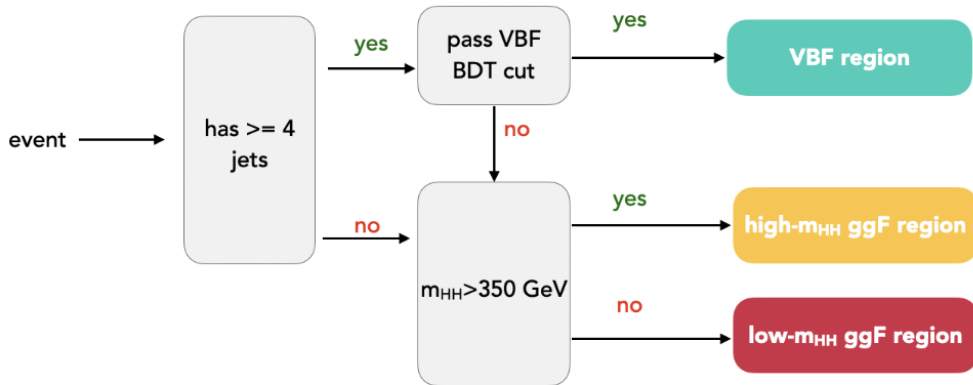 event
has >= 4
jets
yes
pass VBF
BDT cut
yes
VBF region
no
no
mHH>350 GeV
yes
high-mHH ggF region
no
low-mHH ggF region